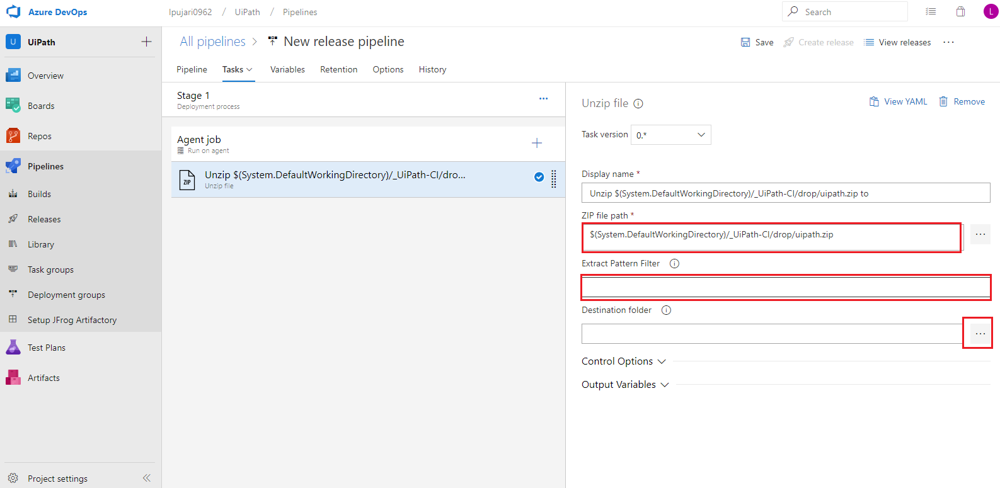 Azure DevOps
lpujari0962 / UiPath / Pipelines
Search
L
U UiPath
Overview
Boards
Repos
Pipelines
Builds
Releases
Library
Task groups
Deployment groups
Setup JFrog Artifactory
Test Plans
Artifacts
Project settings
All pipelines > New release pipeline
Save
Create release
View releases
...
Pipeline
Tasks
Variables
Retention
Options
History
Stage 1
Deployment process
...
Agent job
Run on agent
ZIP
Unzip $(System.DefaultWorkingDirectory)/_UiPath-CI/dro...
Unzip file
Unzip file
View YAML
Remove
Task version 0.*
Display name *
Unzip $(System.DefaultWorkingDirectory)/_UiPath-CI/drop/uipath.zip to
ZIP file path *
$(System.DefaultWorkingDirectory)/_UiPath-CI/drop/uipath.zip
...
Extract Pattern Filter
Destination folder
...
Control Options
Output Variables